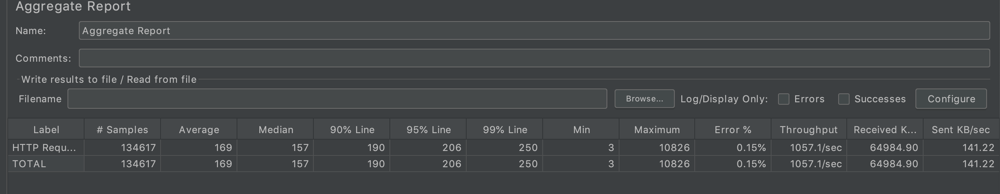 Aggregate Report
Name: Aggregate Report
Comments:
Write results to file / Read from file
Filename Browse... Log/Display Only: Errors Successes Configure
Label # Samples Average Median 90% Line 95% Line 99% Line Min Maximum Error % Throughput Received K... Sent KB/sec
HTTP Requ... 134617 169 157 190 206 250 3 10826 0.15% 1057.1/sec 64984.90 141.22
TOTAL 134617 169 157 190 206 250 3 10826 0.15% 1057.1/sec 64984.90 141.22